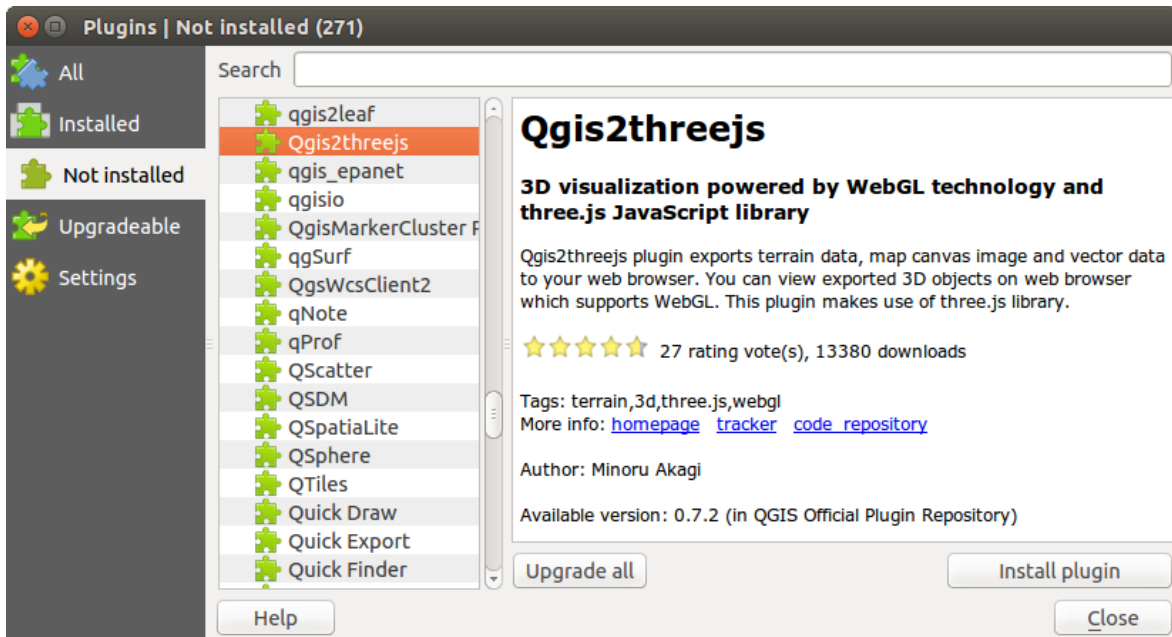 Plugins | Not installed (271)
All
Installed
Not installed
Upgradeable
Settings
Search
qgis2leaf
Qgis2threejs
qgis_epanet
qgisio
QgisMarkerCluster
qgSurf
QgsWcsClient2
qNote
qProf
QScatter
QSDM
QSpatiaLite
QSphere
QTiles
Quick Draw
Quick Export
Quick Finder
Qgis2threejs
3D visualization powered by WebGL technology and
three.js JavaScript library
Qgis2threejs plugin exports terrain data, map canvas image and vector data
to your web browser. You can view exported 3D objects on web browser
which supports WebGL. This plugin makes use of three.js library.
27 rating vote(s), 13380 downloads
Tags: terrain,3d,three.js,webgl
More info: homepage tracker code repository
Author: Minoru Akagi
Available version: 0.7.2 (in QGIS Official Plugin Repository)
Upgrade all
Install plugin
Help
Close